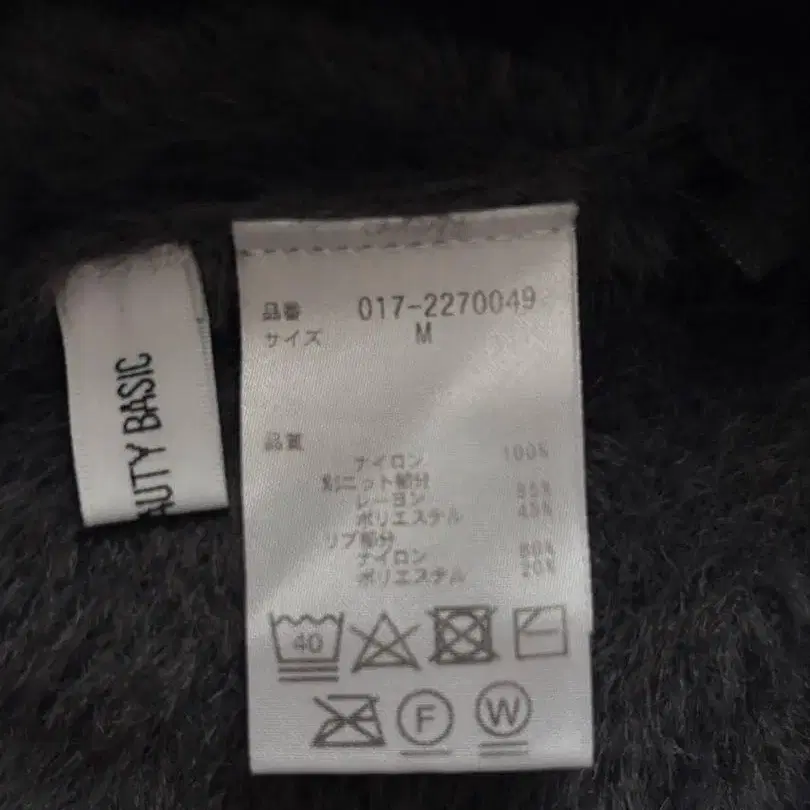 AUTY BASIC
品番 017-2270049
サイズ M
品質
ナイロン 100%
別ニット部分
レーヨン 55%
ポリエステル 45%
リブ部分
ナイロン 80%
ポリエステル 20%
40
F
W